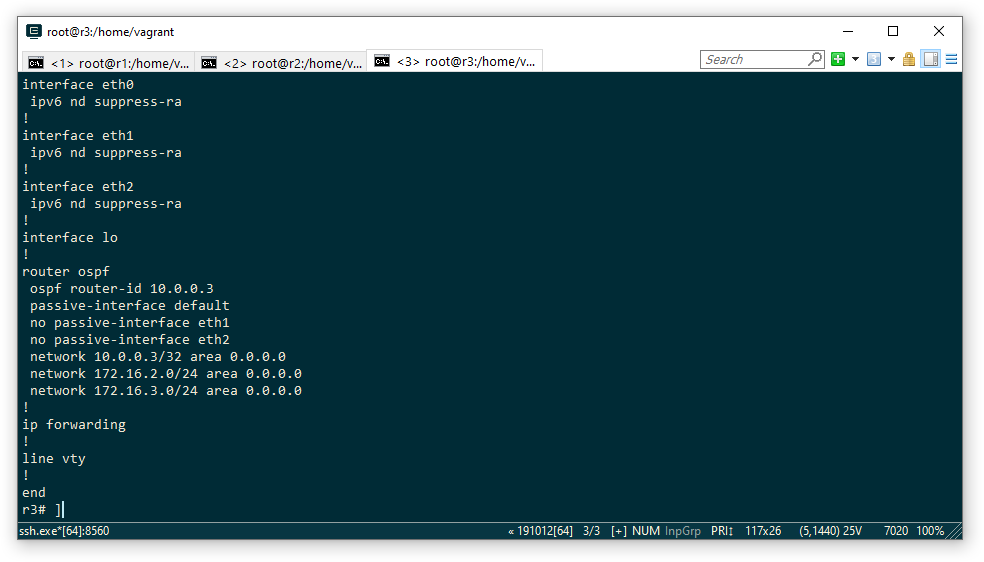 root@r3:/home/vagrant
<1> root@r1:/home/v... <2> root@r2:/home/v... <3> root@r3:/home/v... Search
interface eth0
 ipv6 nd suppress-ra
!
interface eth1
 ipv6 nd suppress-ra
!
interface eth2
 ipv6 nd suppress-ra
!
interface lo
!
router ospf
 ospf router-id 10.0.0.3
 passive-interface default
 no passive-interface eth1
 no passive-interface eth2
 network 10.0.0.3/32 area 0.0.0.0
 network 172.16.2.0/24 area 0.0.0.0
 network 172.16.3.0/24 area 0.0.0.0
!
ip forwarding
!
line vty
!
end
r3# ]
ssh.exe*[64]:8560 « 191012[64] 3/3 [+] NUM InpGrp PRI↕ 117x26 (5,1440) 25V 7020 100%